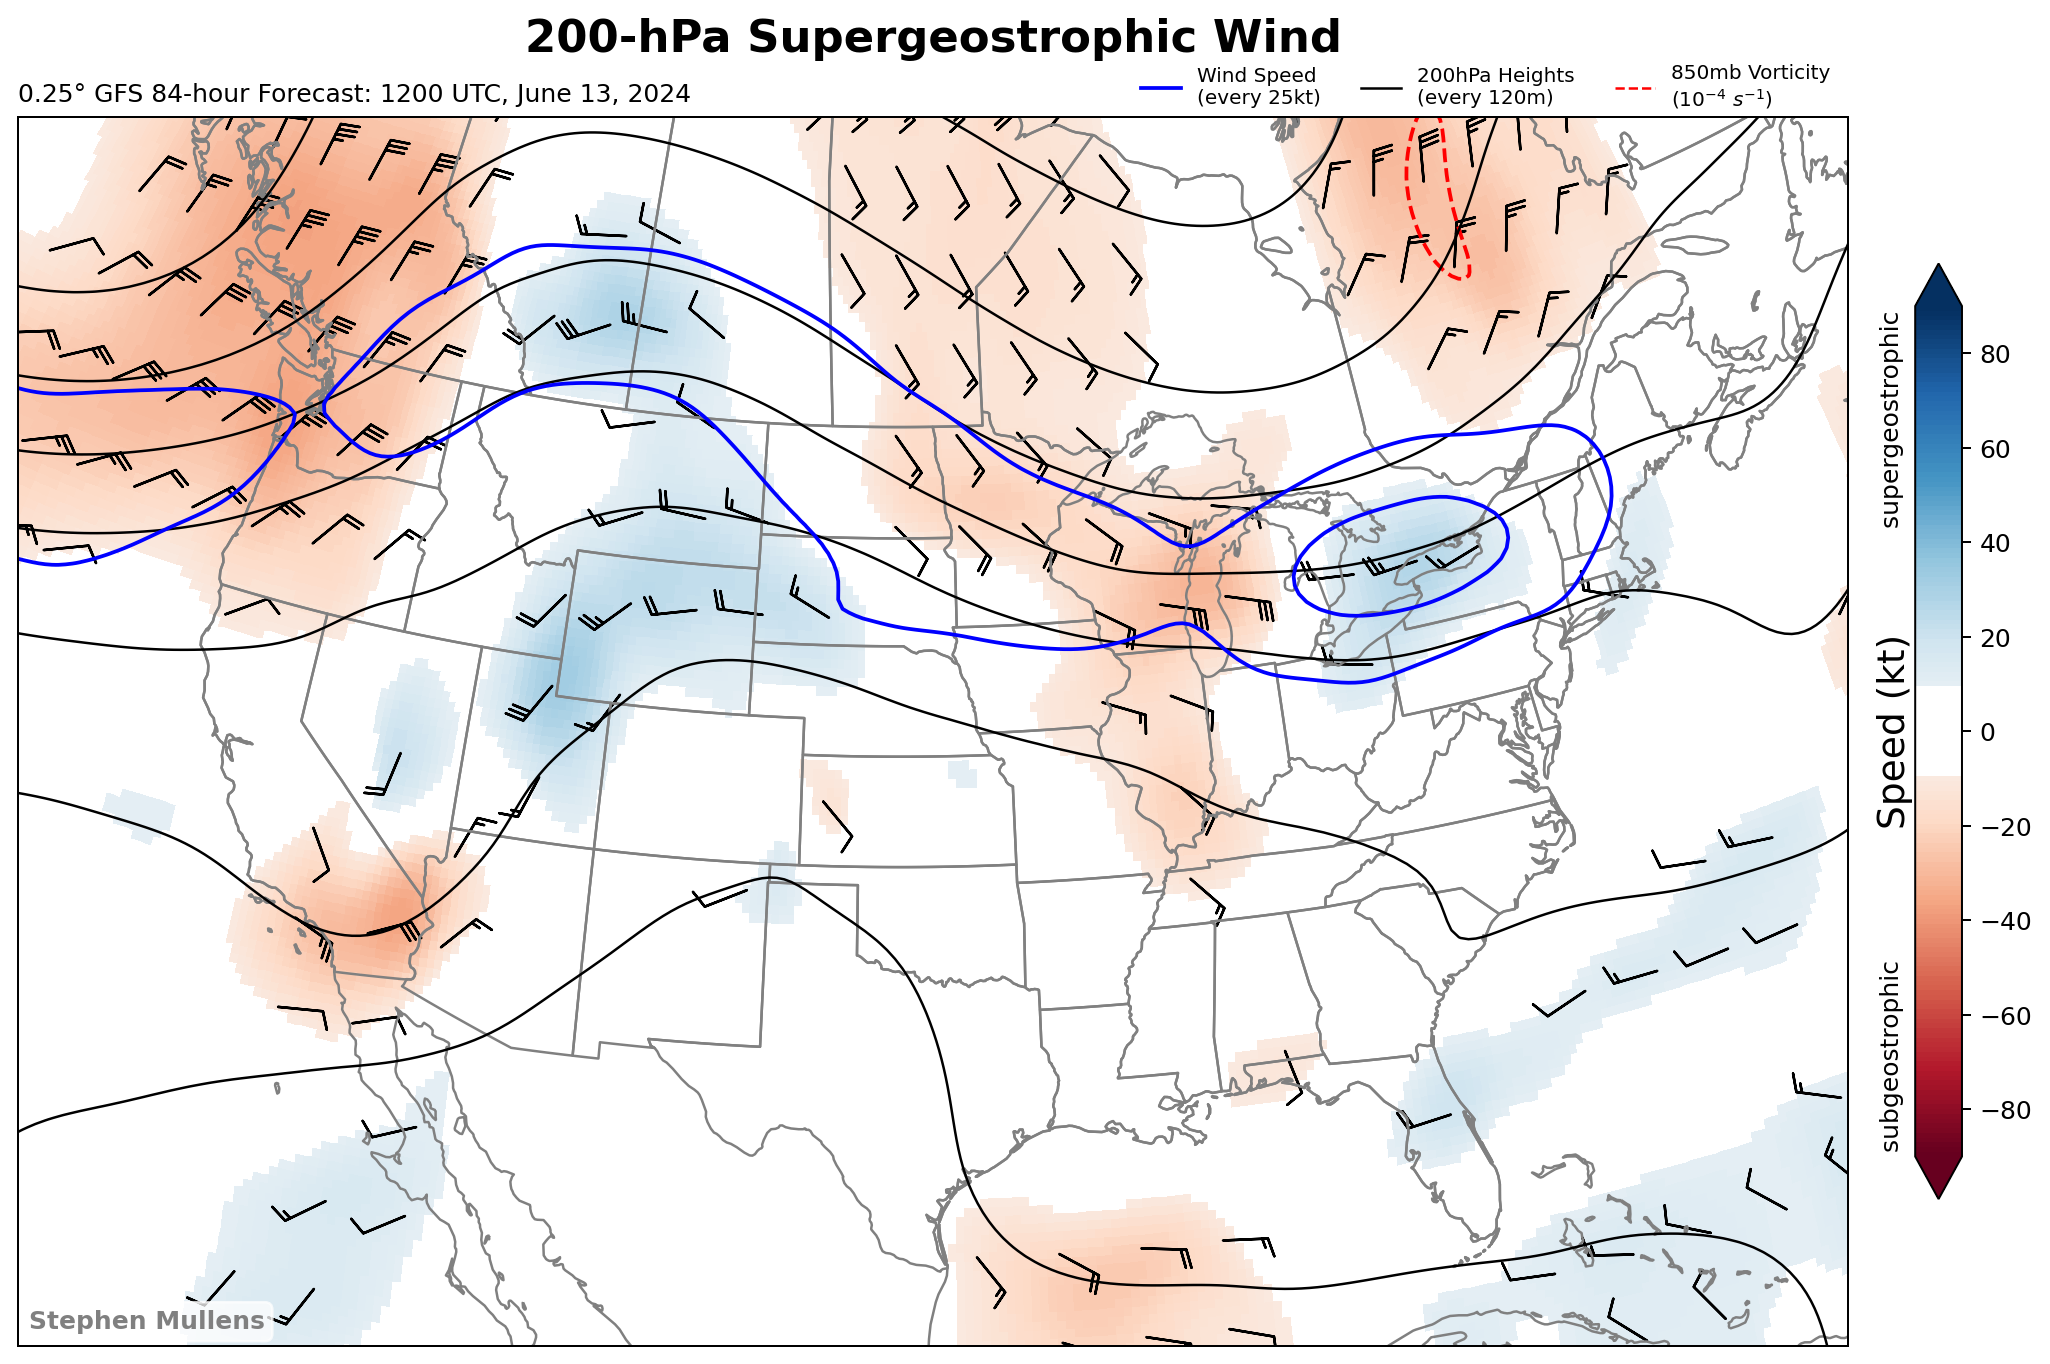 200-hPa Supergeostrophic Wind
0.25° GFS 84-hour Forecast: 1200 UTC, June 13, 2024
Wind Speed
(every 25kt)
200hPa Heights
(every 120m)
850mb Vorticity
(10⁻⁴ s⁻¹)
supergeostrophic
Speed (kt)
subgeostrophic
80
60
40
20
0
−20
−40
−60
−80
Stephen Mullens